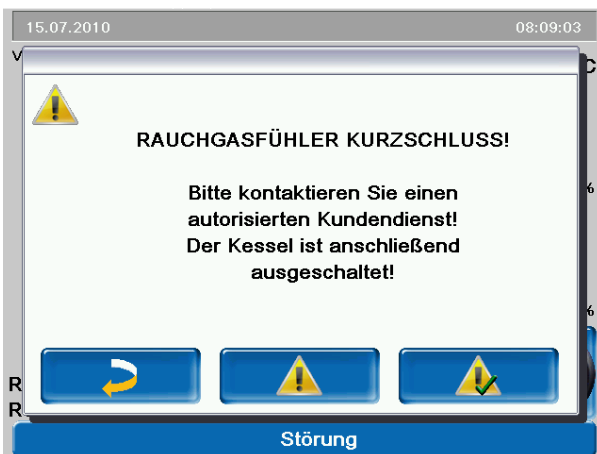 15.07.2010 08:09:03
V
C
RAUCHGASFÜHLER KURZSCHLUSS!
Bitte kontaktieren Sie einen
%
autorisierten Kundendienst!
Der Kessel ist anschließend
ausgeschaltet!
%
R
R
Störung